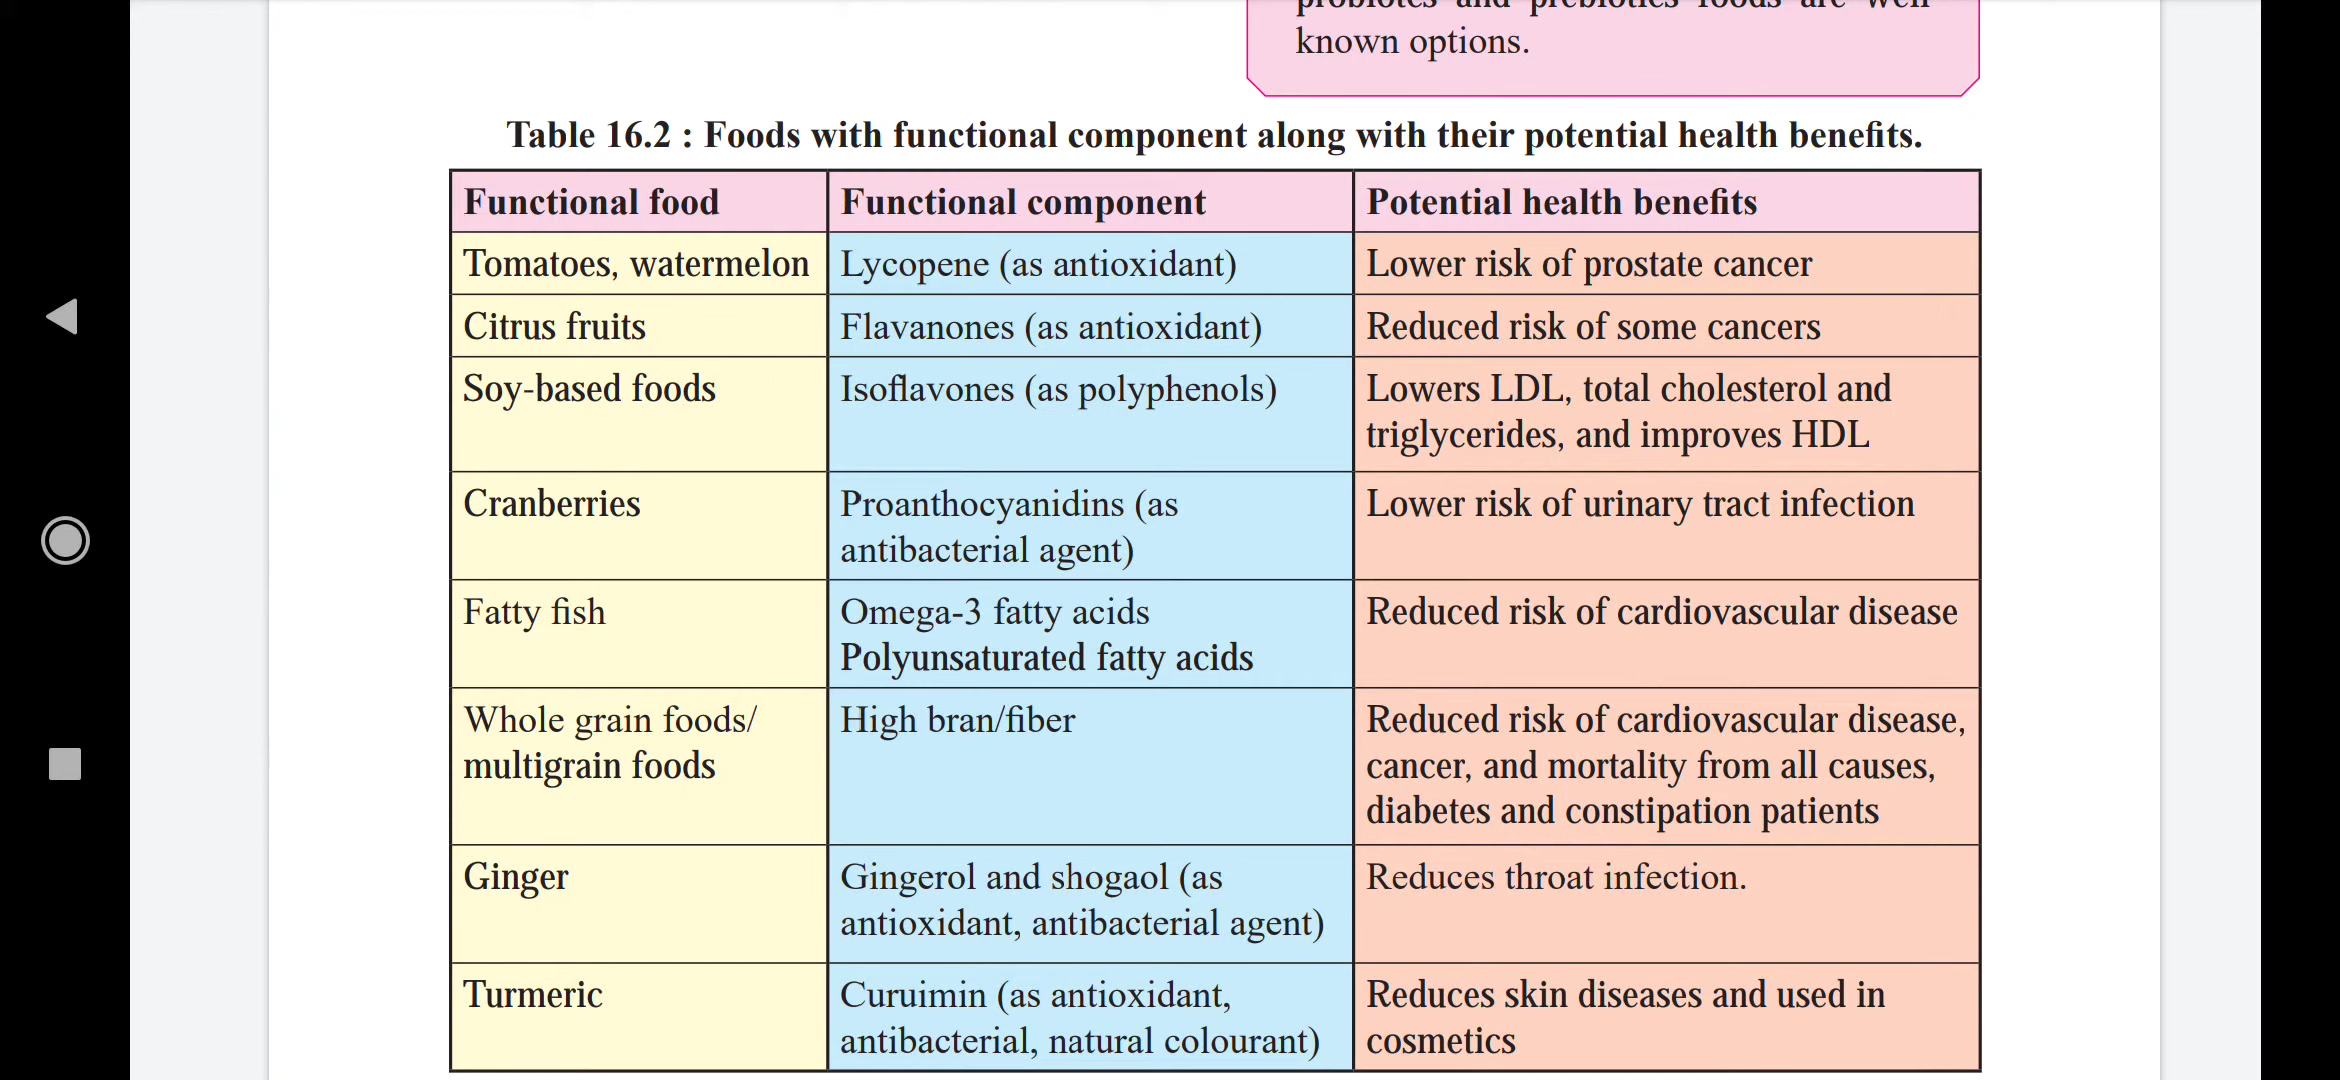 probiotes and prebiotics foods are well
known options.
Table 16.2 : Foods with functional component along with their potential health benefits.
Functional food Functional component Potential health benefits
Tomatoes, watermelon Lycopene (as antioxidant) Lower risk of prostate cancer
Citrus fruits Flavanones (as antioxidant) Reduced risk of some cancers
Soy-based foods Isoflavones (as polyphenols) Lowers LDL, total cholesterol and
triglycerides, and improves HDL
Cranberries Proanthocyanidins (as Lower risk of urinary tract infection
antibacterial agent)
Fatty fish Omega-3 fatty acids Reduced risk of cardiovascular disease
Polyunsaturated fatty acids
Whole grain foods/ High bran/fiber Reduced risk of cardiovascular disease,
multigrain foods cancer, and mortality from all causes,
diabetes and constipation patients
Ginger Gingerol and shogaol (as Reduces throat infection.
antioxidant, antibacterial agent)
Turmeric Curuimin (as antioxidant, Reduces skin diseases and used in
antibacterial, natural colourant) cosmetics